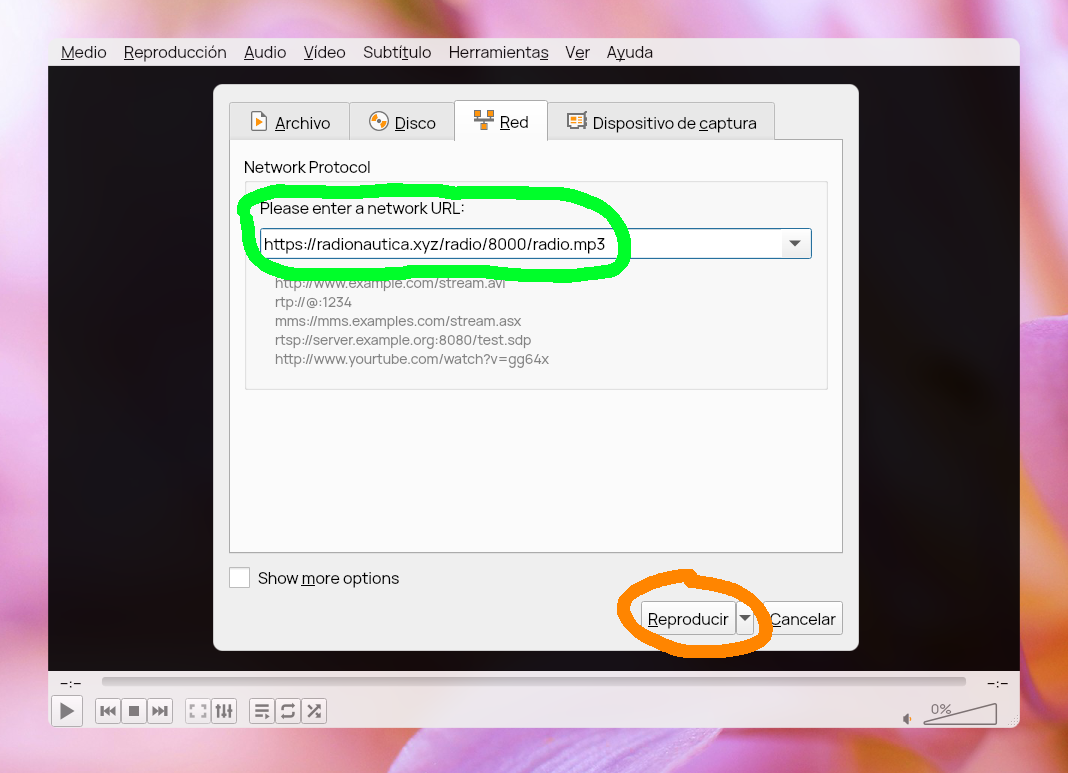 Medio Reproducción Audio Vídeo Subtítulo Herramientas Ver Ayuda
Archivo Disco Red Dispositivo de captura
Network Protocol
Please enter a network URL:
https://radionautica.xyz/radio/8000/radio.mp3
http://www.example.com/stream.avi
rtp://@:1234
mms://mms.examples.com/stream.asx
rtsp://server.example.org:8080/test.sdp
http://www.yourtube.com/watch?v=gg64x
Show more options
Reproducir Cancelar
--:-- --:--
0%